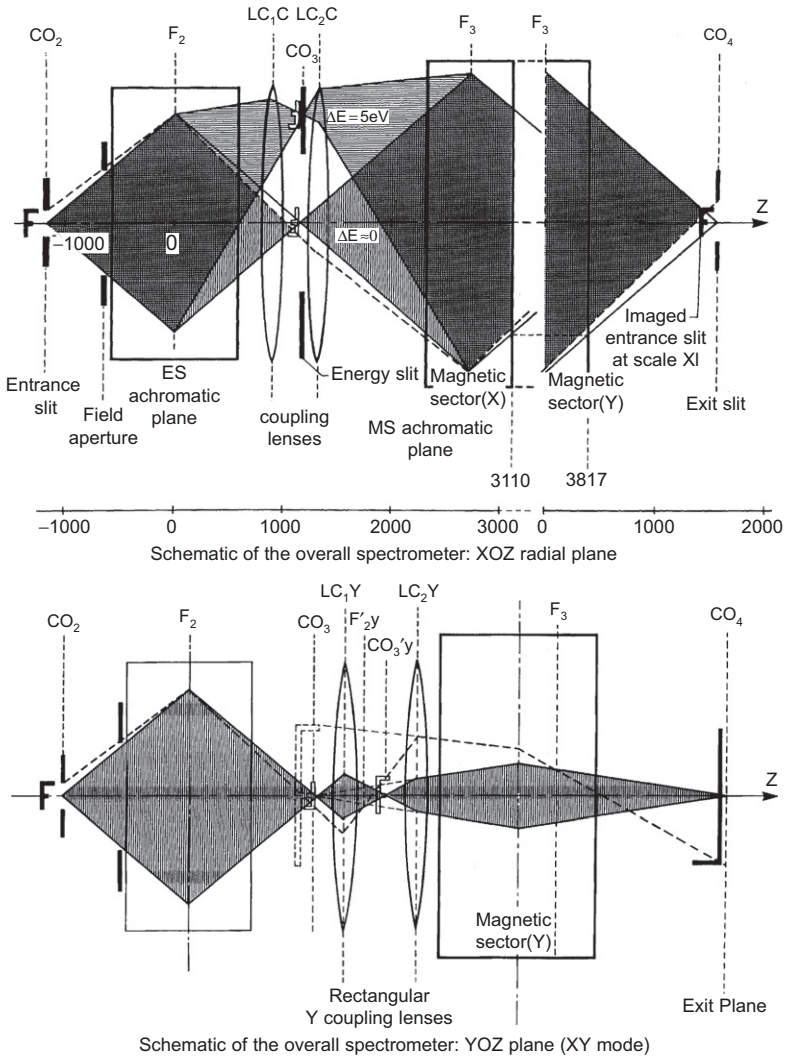 LC₁C LC₂C
CO₂ F₂ CO₃ F₃ F₃ CO₄
ΔE = 5eV
Z
−1000 0
ΔE ≈ 0
Imaged
entrance slit
at scale Xl
Entrance
slit
Field
aperture
ES
achromatic
plane
coupling
lenses
Energy slit
Magnetic
sector(X)
MS achromatic
plane
Magnetic
sector(Y)
Exit slit
3110 3817
−1000 0 1000 2000 3000 0 1000 2000
Schematic of the overall spectrometer: XOZ radial plane
LC₁Y LC₂Y
CO₂ F₂ CO₃ F′₂y CO₃′y F₃ CO₄
Z
Magnetic
sector(Y)
Rectangular
Y coupling lenses
Exit Plane
Schematic of the overall spectrometer: YOZ plane (XY mode)